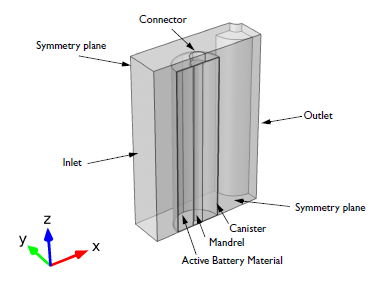 Connector
Symmetry plane
Outlet
Inlet
Symmetry plane
Canister
Mandrel
Active Battery Material
z
y
x